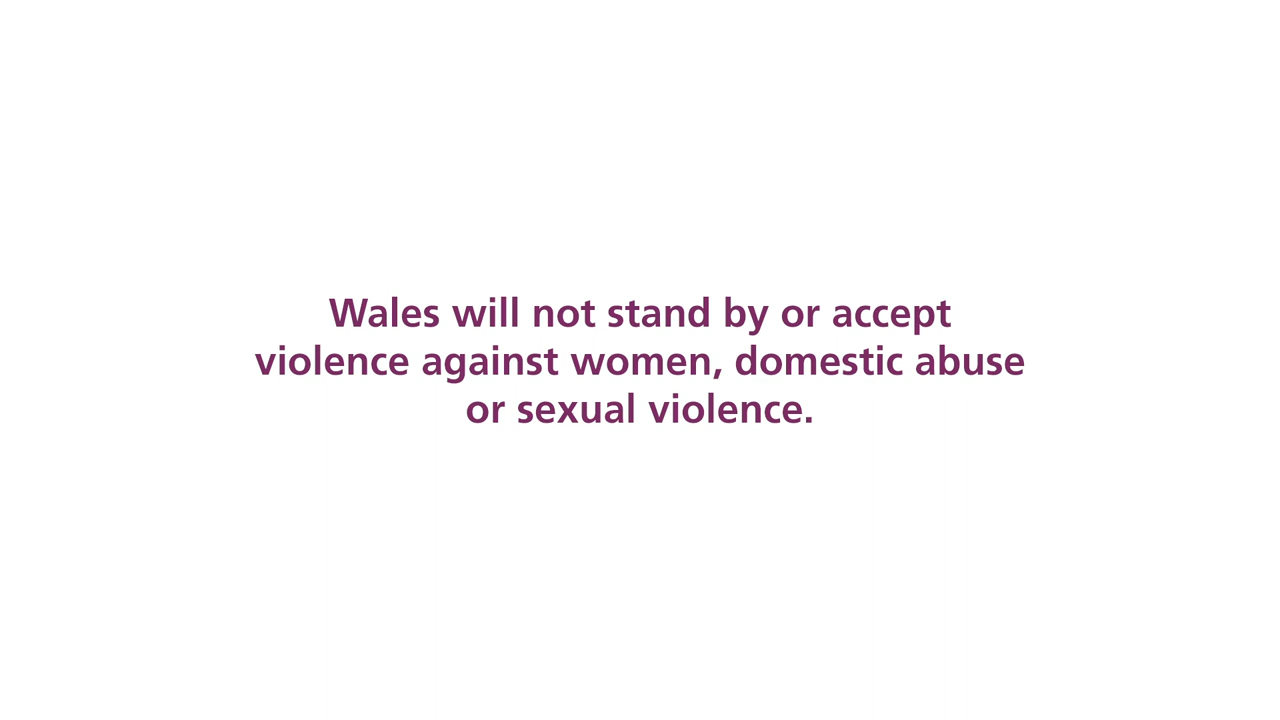 Wales will not stand by or accept
violence against women, domestic abuse
or sexual violence.